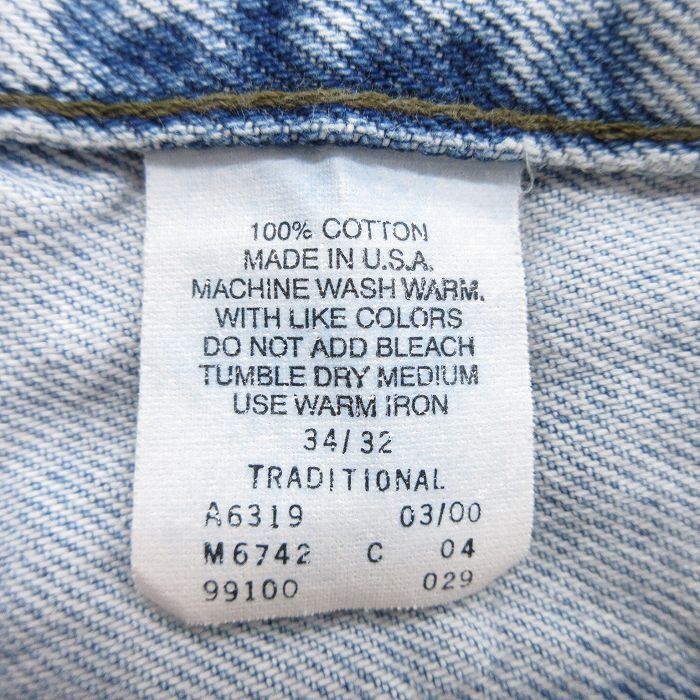 100% COTTON
MADE IN U.S.A.
MACHINE WASH WARM.
WITH LIKE COLORS
DO NOT ADD BLEACH
TUMBLE DRY MEDIUM
USE WARM IRON
34/32
TRADITIONAL
A6319 03/00
M6742 C 04
99100 029